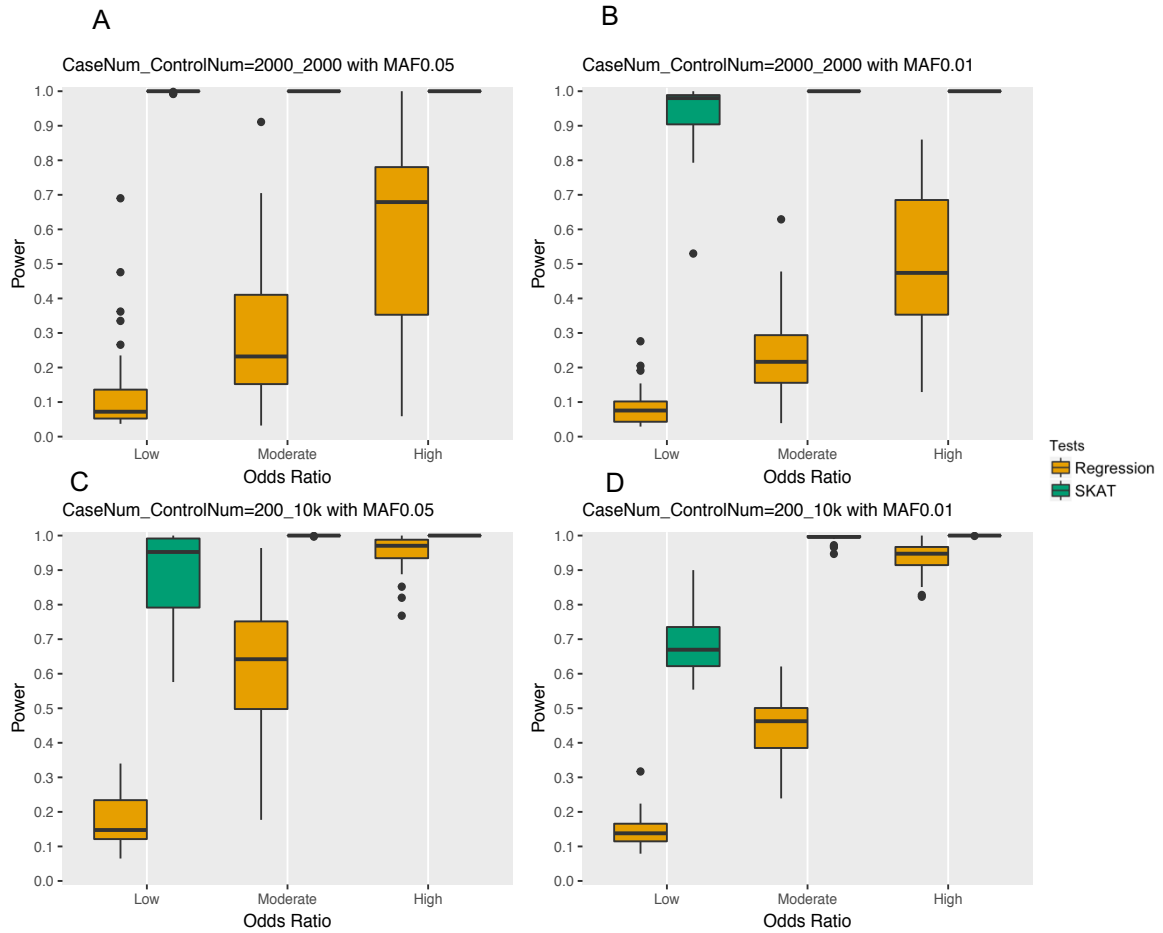 A
CaseNum_ControlNum=2000_2000 with MAF0.05
Power
1.0
0.9
0.8
0.7
0.6
0.5
0.4
0.3
0.2
0.1
0.0
Low Moderate High
Odds Ratio
B
CaseNum_ControlNum=2000_2000 with MAF0.01
Power
1.0
0.9
0.8
0.7
0.6
0.5
0.4
0.3
0.2
0.1
0.0
Low Moderate High
Odds Ratio
Tests
Regression
SKAT
C
CaseNum_ControlNum=200_10k with MAF0.05
Power
1.0
0.9
0.8
0.7
0.6
0.5
0.4
0.3
0.2
0.1
0.0
Low Moderate High
Odds Ratio
D
CaseNum_ControlNum=200_10k with MAF0.01
Power
1.0
0.9
0.8
0.7
0.6
0.5
0.4
0.3
0.2
0.1
0.0
Low Moderate High
Odds Ratio